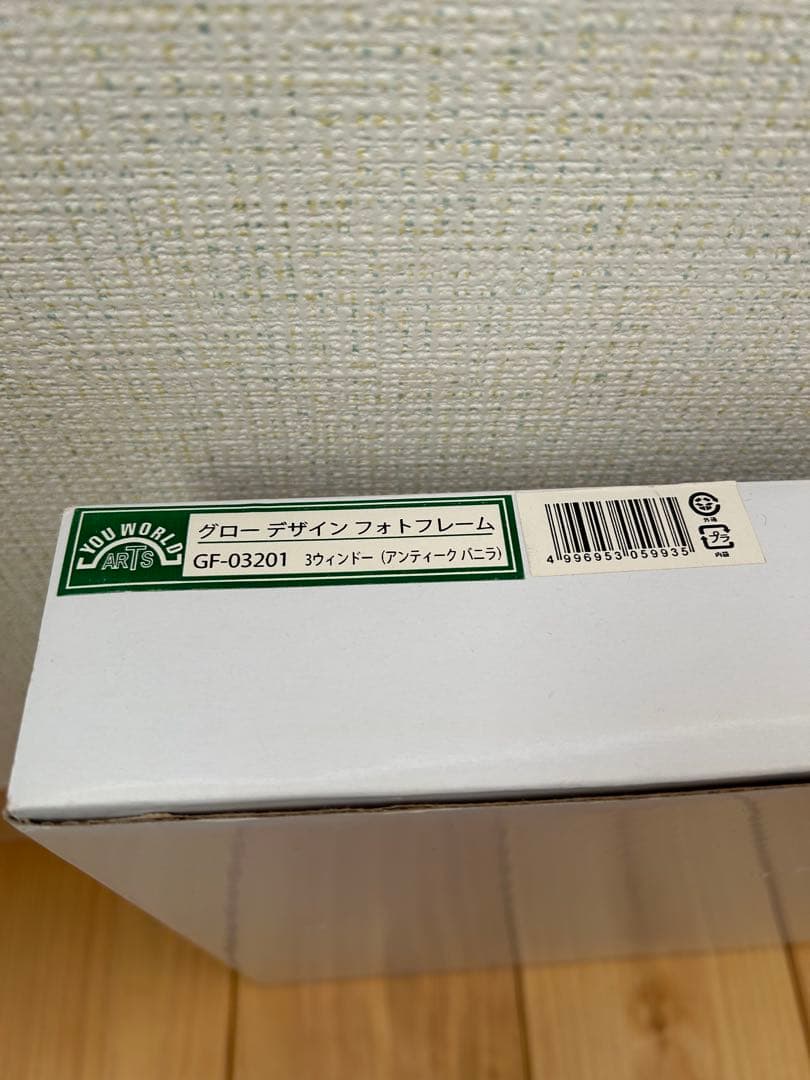 YOU WORLD
ARTS
グロー デザイン フォトフレーム
GF-03201 3ウィンドー（アンティーク バニラ）
4 996953 059935
外箱
プラ
内袋